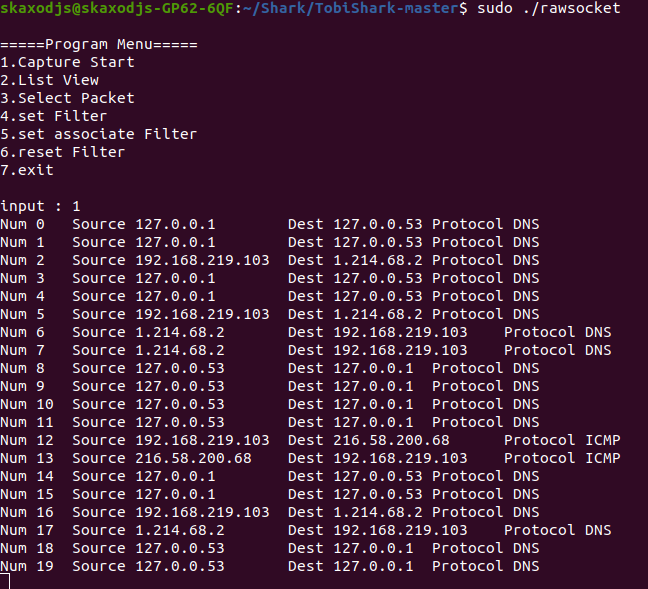 skaxodjs@skaxodjs-GP62-6QF:~/Shark/TobiShark-master$ sudo ./rawsocket
=====Program Menu=====
1.Capture Start
2.List View
3.Select Packet
4.set Filter
5.set associate Filter
6.reset Filter
7.exit
input : 1
Num 0 Source 127.0.0.1 Dest 127.0.0.53 Protocol DNS
Num 1 Source 127.0.0.1 Dest 127.0.0.53 Protocol DNS
Num 2 Source 192.168.219.103 Dest 1.214.68.2 Protocol DNS
Num 3 Source 127.0.0.1 Dest 127.0.0.53 Protocol DNS
Num 4 Source 127.0.0.1 Dest 127.0.0.53 Protocol DNS
Num 5 Source 192.168.219.103 Dest 1.214.68.2 Protocol DNS
Num 6 Source 1.214.68.2 Dest 192.168.219.103 Protocol DNS
Num 7 Source 1.214.68.2 Dest 192.168.219.103 Protocol DNS
Num 8 Source 127.0.0.53 Dest 127.0.0.1 Protocol DNS
Num 9 Source 127.0.0.53 Dest 127.0.0.1 Protocol DNS
Num 10 Source 127.0.0.53 Dest 127.0.0.1 Protocol DNS
Num 11 Source 127.0.0.53 Dest 127.0.0.1 Protocol DNS
Num 12 Source 192.168.219.103 Dest 216.58.200.68 Protocol ICMP
Num 13 Source 216.58.200.68 Dest 192.168.219.103 Protocol ICMP
Num 14 Source 127.0.0.1 Dest 127.0.0.53 Protocol DNS
Num 15 Source 127.0.0.1 Dest 127.0.0.53 Protocol DNS
Num 16 Source 192.168.219.103 Dest 1.214.68.2 Protocol DNS
Num 17 Source 1.214.68.2 Dest 192.168.219.103 Protocol DNS
Num 18 Source 127.0.0.53 Dest 127.0.0.1 Protocol DNS
Num 19 Source 127.0.0.53 Dest 127.0.0.1 Protocol DNS